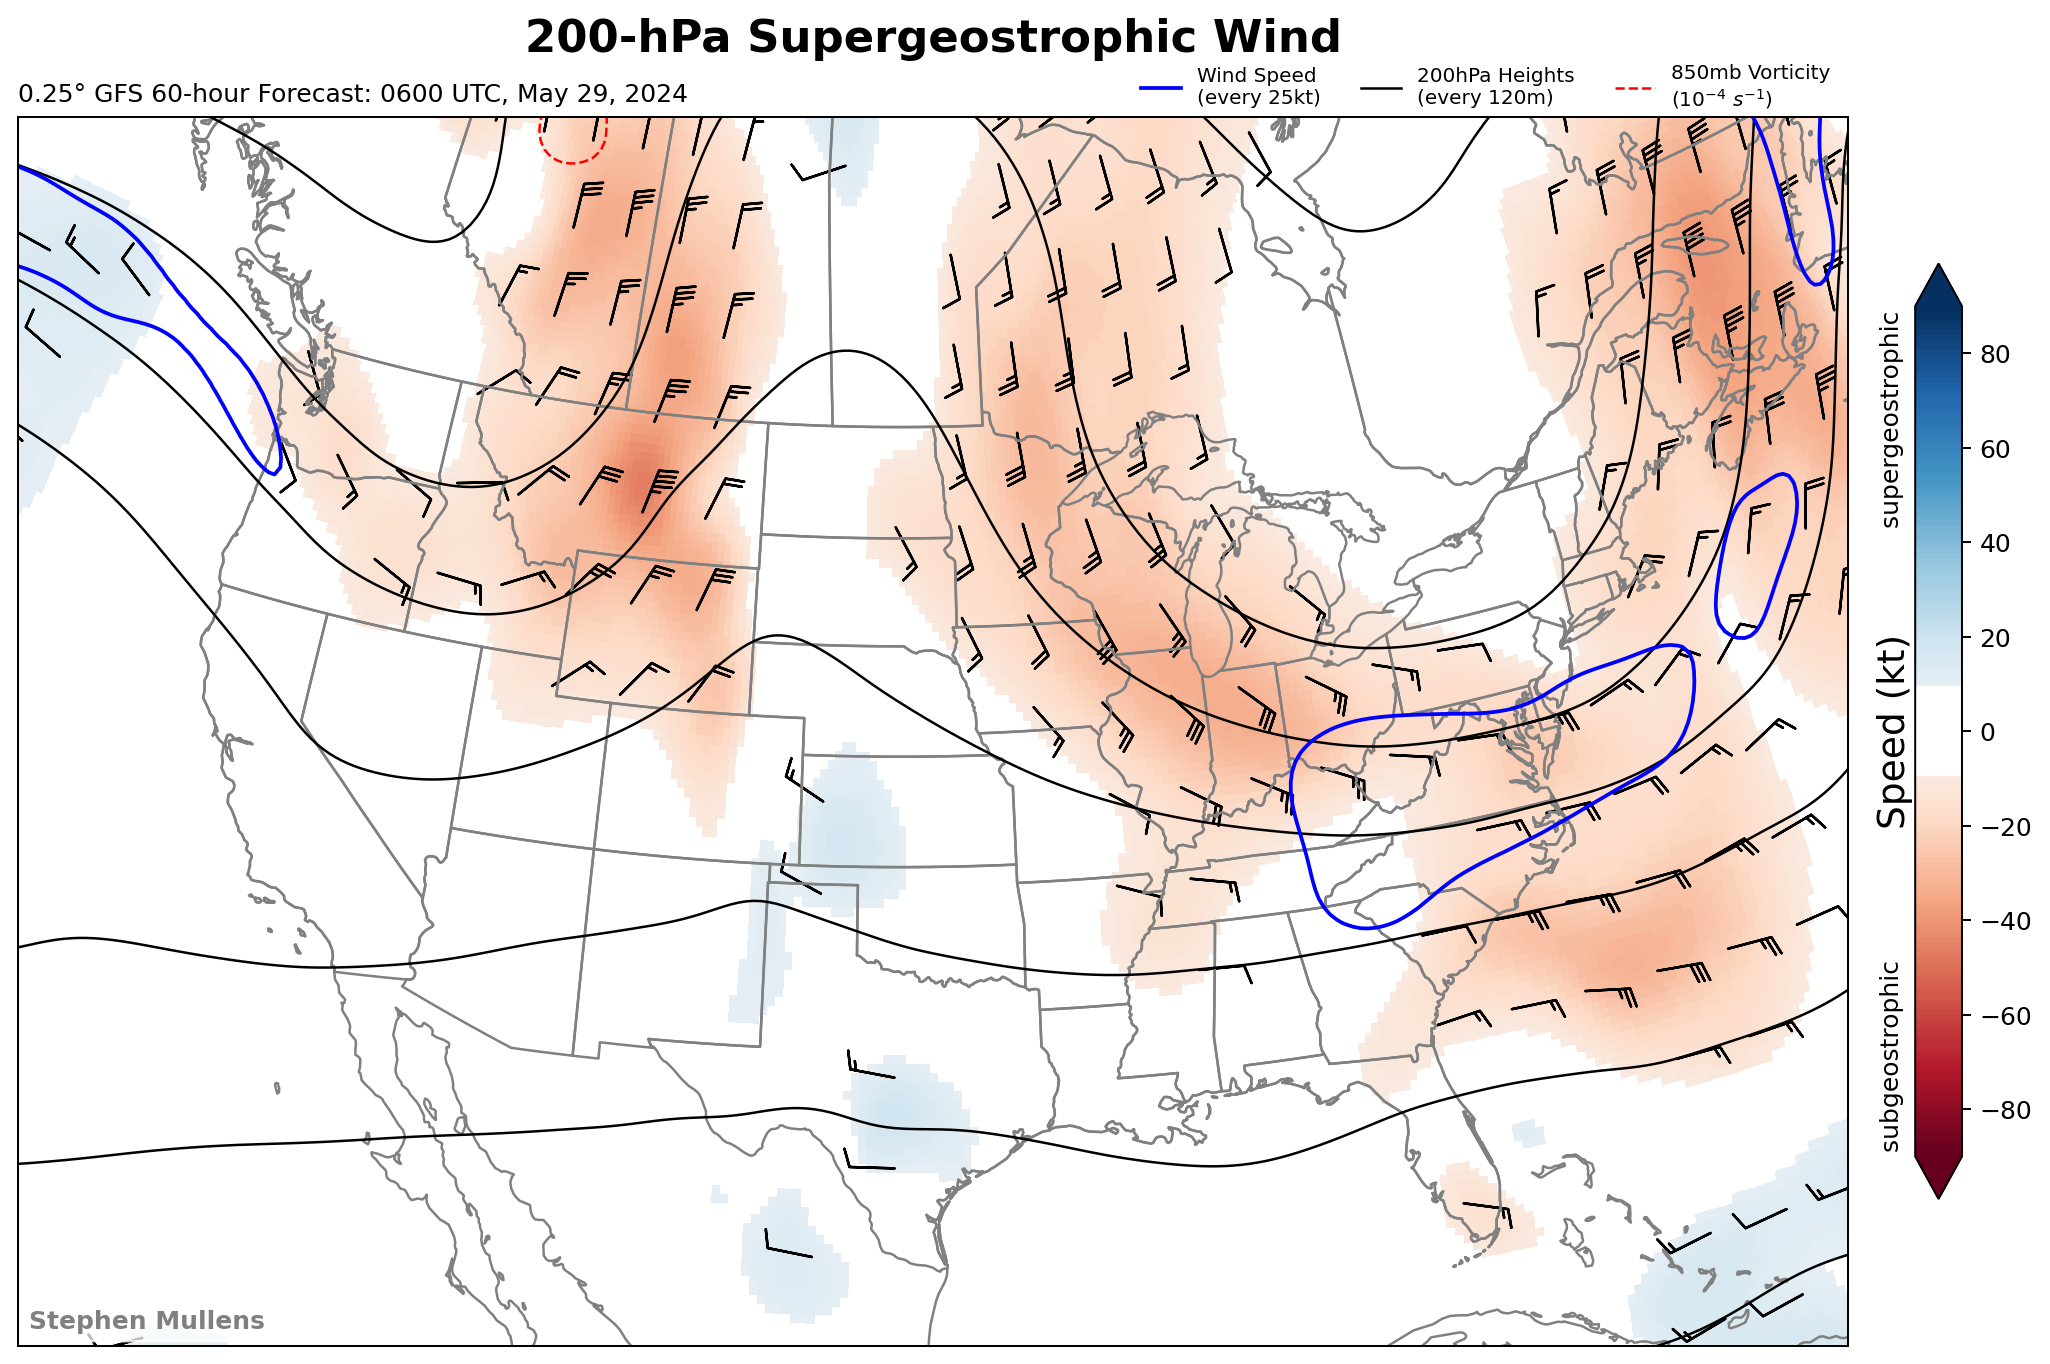 200-hPa Supergeostrophic Wind
0.25° GFS 60-hour Forecast: 0600 UTC, May 29, 2024
Wind Speed
(every 25kt)
200hPa Heights
(every 120m)
850mb Vorticity
(10⁻⁴ s⁻¹)
supergeostrophic
Speed (kt)
subgeostrophic
80
60
40
20
0
−20
−40
−60
−80
Stephen Mullens